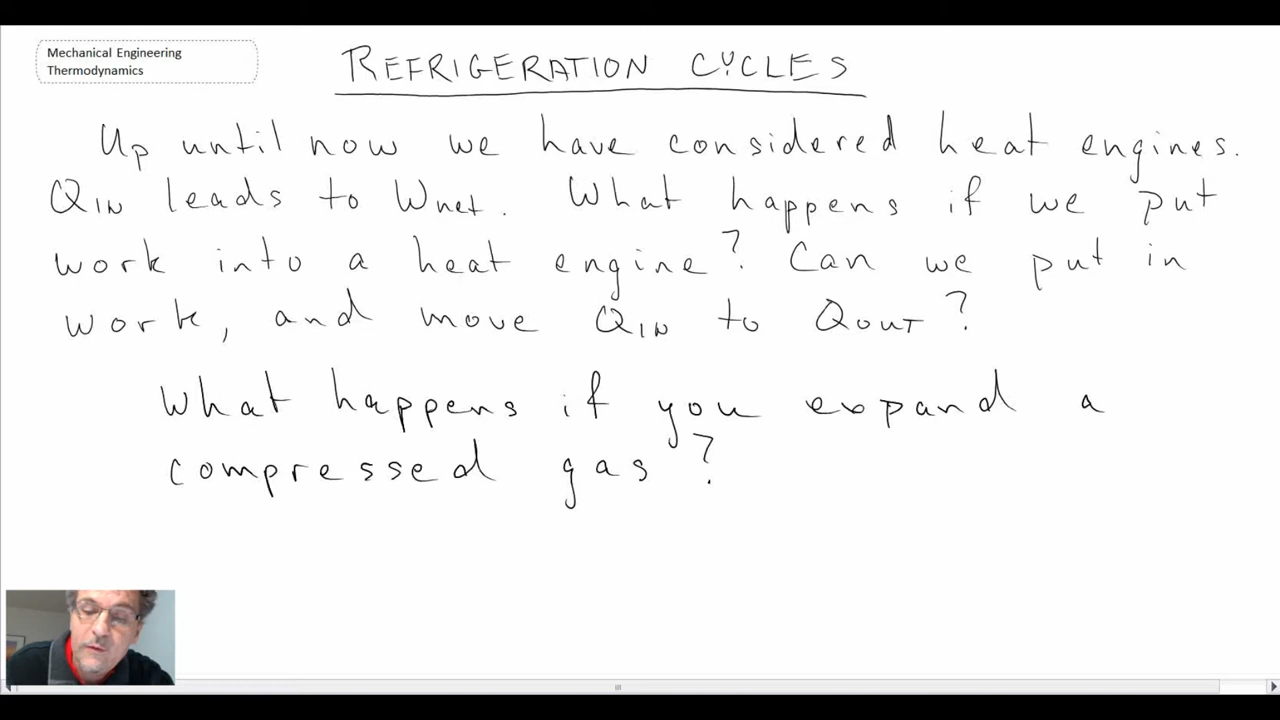 Mechanical Engineering
Thermodynamics
REFRIGERATION CYCLES
Up until now we have considered heat engines.
QIN leads to Wnet. What happens if we put
work into a heat engine? Can we put in
work, and move QIN to QOUT?
What happens if you expand a
compressed gas?